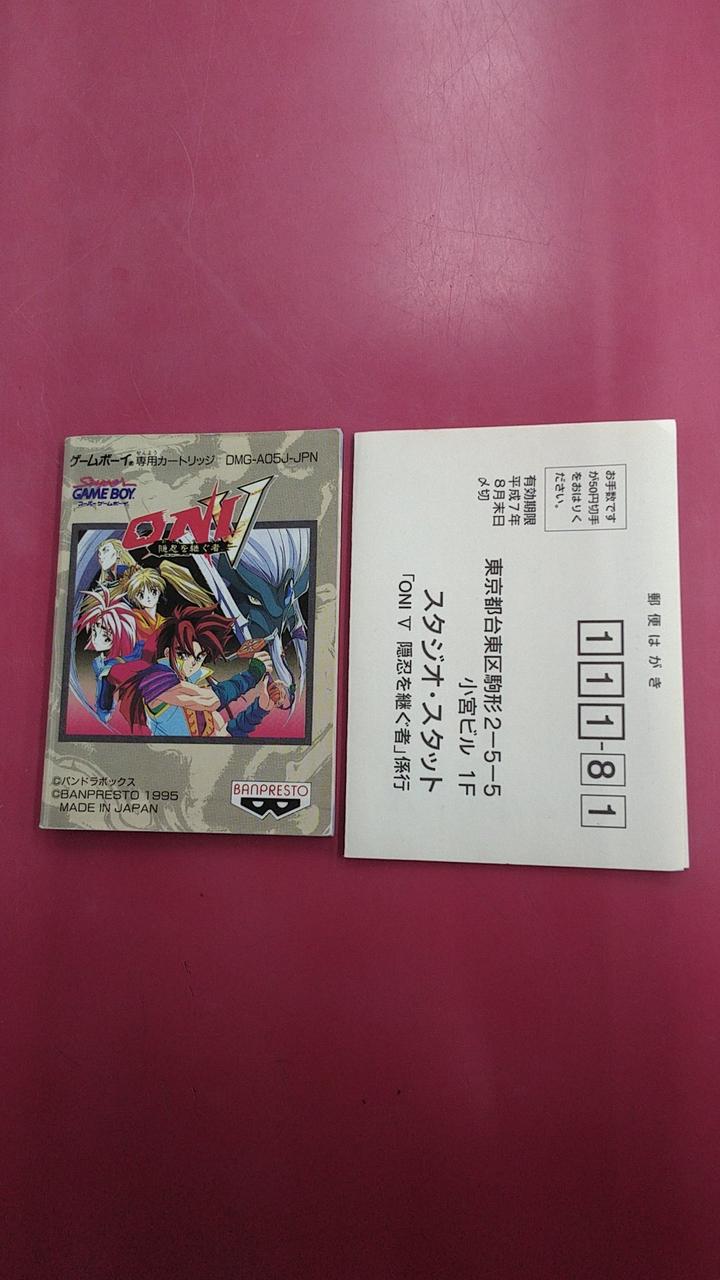 ゲームボーイ®専用カートリッジ DMG-A05J-JPN
せんよう
Super
GAME BOY
スーパーゲームボーイ
ONI V
隠忍を継ぐ者
©パンドラボックス
©BANPRESTO 1995
MADE IN JAPAN
BANPRESTO
郵便はがき
111-81
お手数です
が50円切手
をおはりく
ださい。
有効期限
平成7年
8月末日
〆切
東京都台東区駒形2-5-5
小宮ビル 1F
スタジオ・スタット
「ONI V 隠忍を継ぐ者」係行